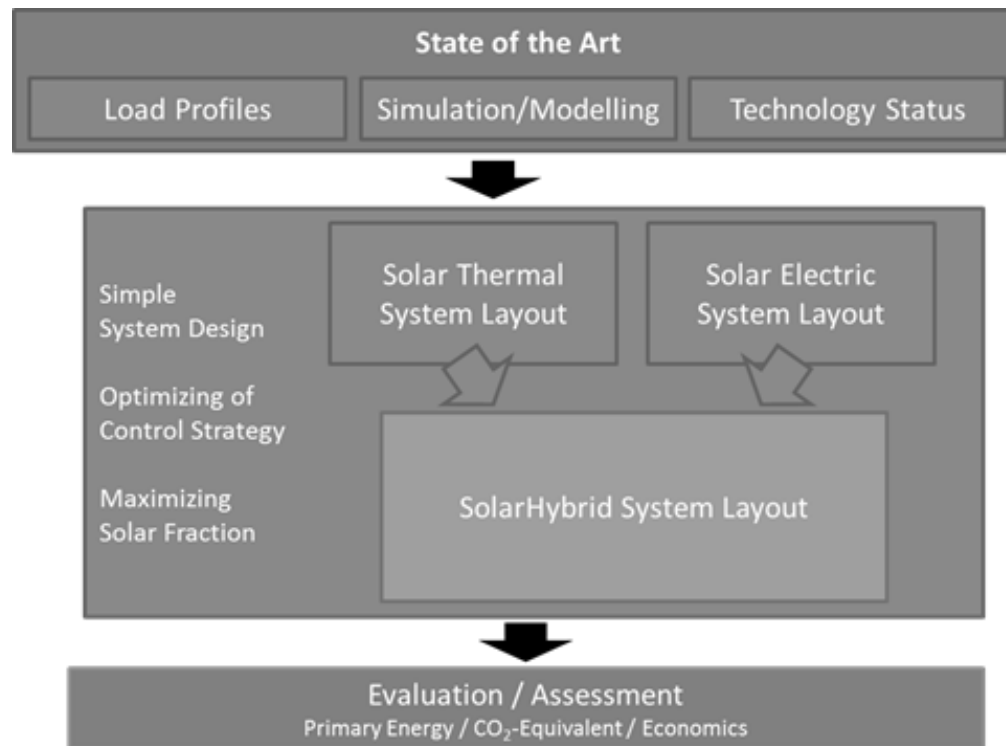 State of the Art
Load Profiles
Simulation/Modelling
Technology Status
Simple
System Design
Optimizing of
Control Strategy
Maximizing
Solar Fraction
Solar Thermal
System Layout
Solar Electric
System Layout
SolarHybrid System Layout
Evaluation / Assessment
Primary Energy / CO₂-Equivalent / Economics